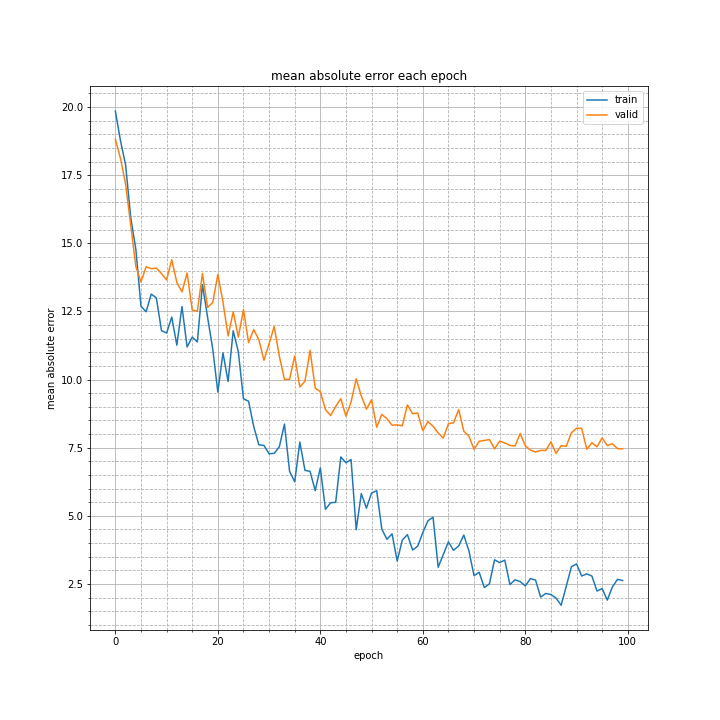 mean absolute error each epoch
train
valid
mean absolute error
20.0
17.5
15.0
12.5
10.0
7.5
5.0
2.5
0 20 40 60 80 100
epoch